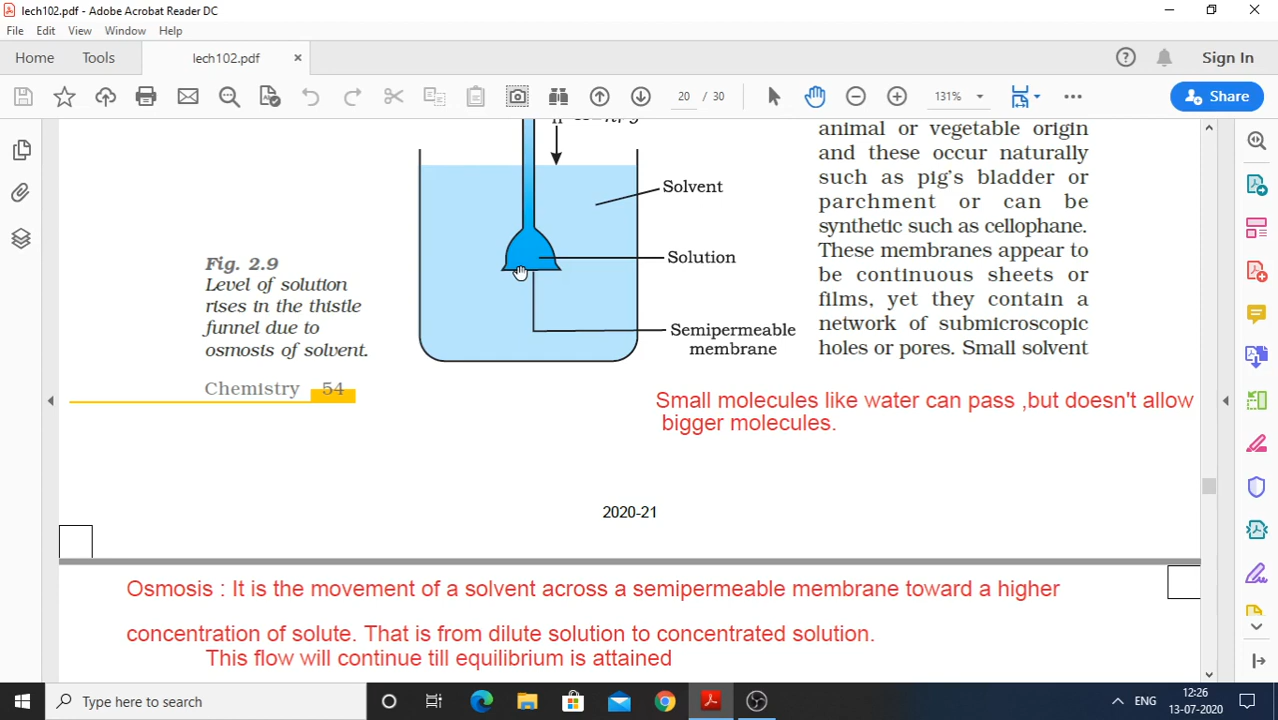 lech102.pdf - Adobe Acrobat Reader DC
File Edit View Window Help
Home Tools lech102.pdf × Sign In
20 / 30 131% Share
animal or vegetable origin
and these occur naturally
such as pig's bladder or
parchment or can be
synthetic such as cellophane.
These membranes appear to
be continuous sheets or
films, yet they contain a
network of submicroscopic
holes or pores. Small solvent
Solvent
Solution
Semipermeable
membrane
Fig. 2.9
Level of solution
rises in the thistle
funnel due to
osmosis of solvent.
Chemistry 54
Small molecules like water can pass ,but doesn't allow
bigger molecules.
2020-21
Osmosis : It is the movement of a solvent across a semipermeable membrane toward a higher
concentration of solute. That is from dilute solution to concentrated solution.
This flow will continue till equilibrium is attained
Type here to search
ENG
12:26
13-07-2020